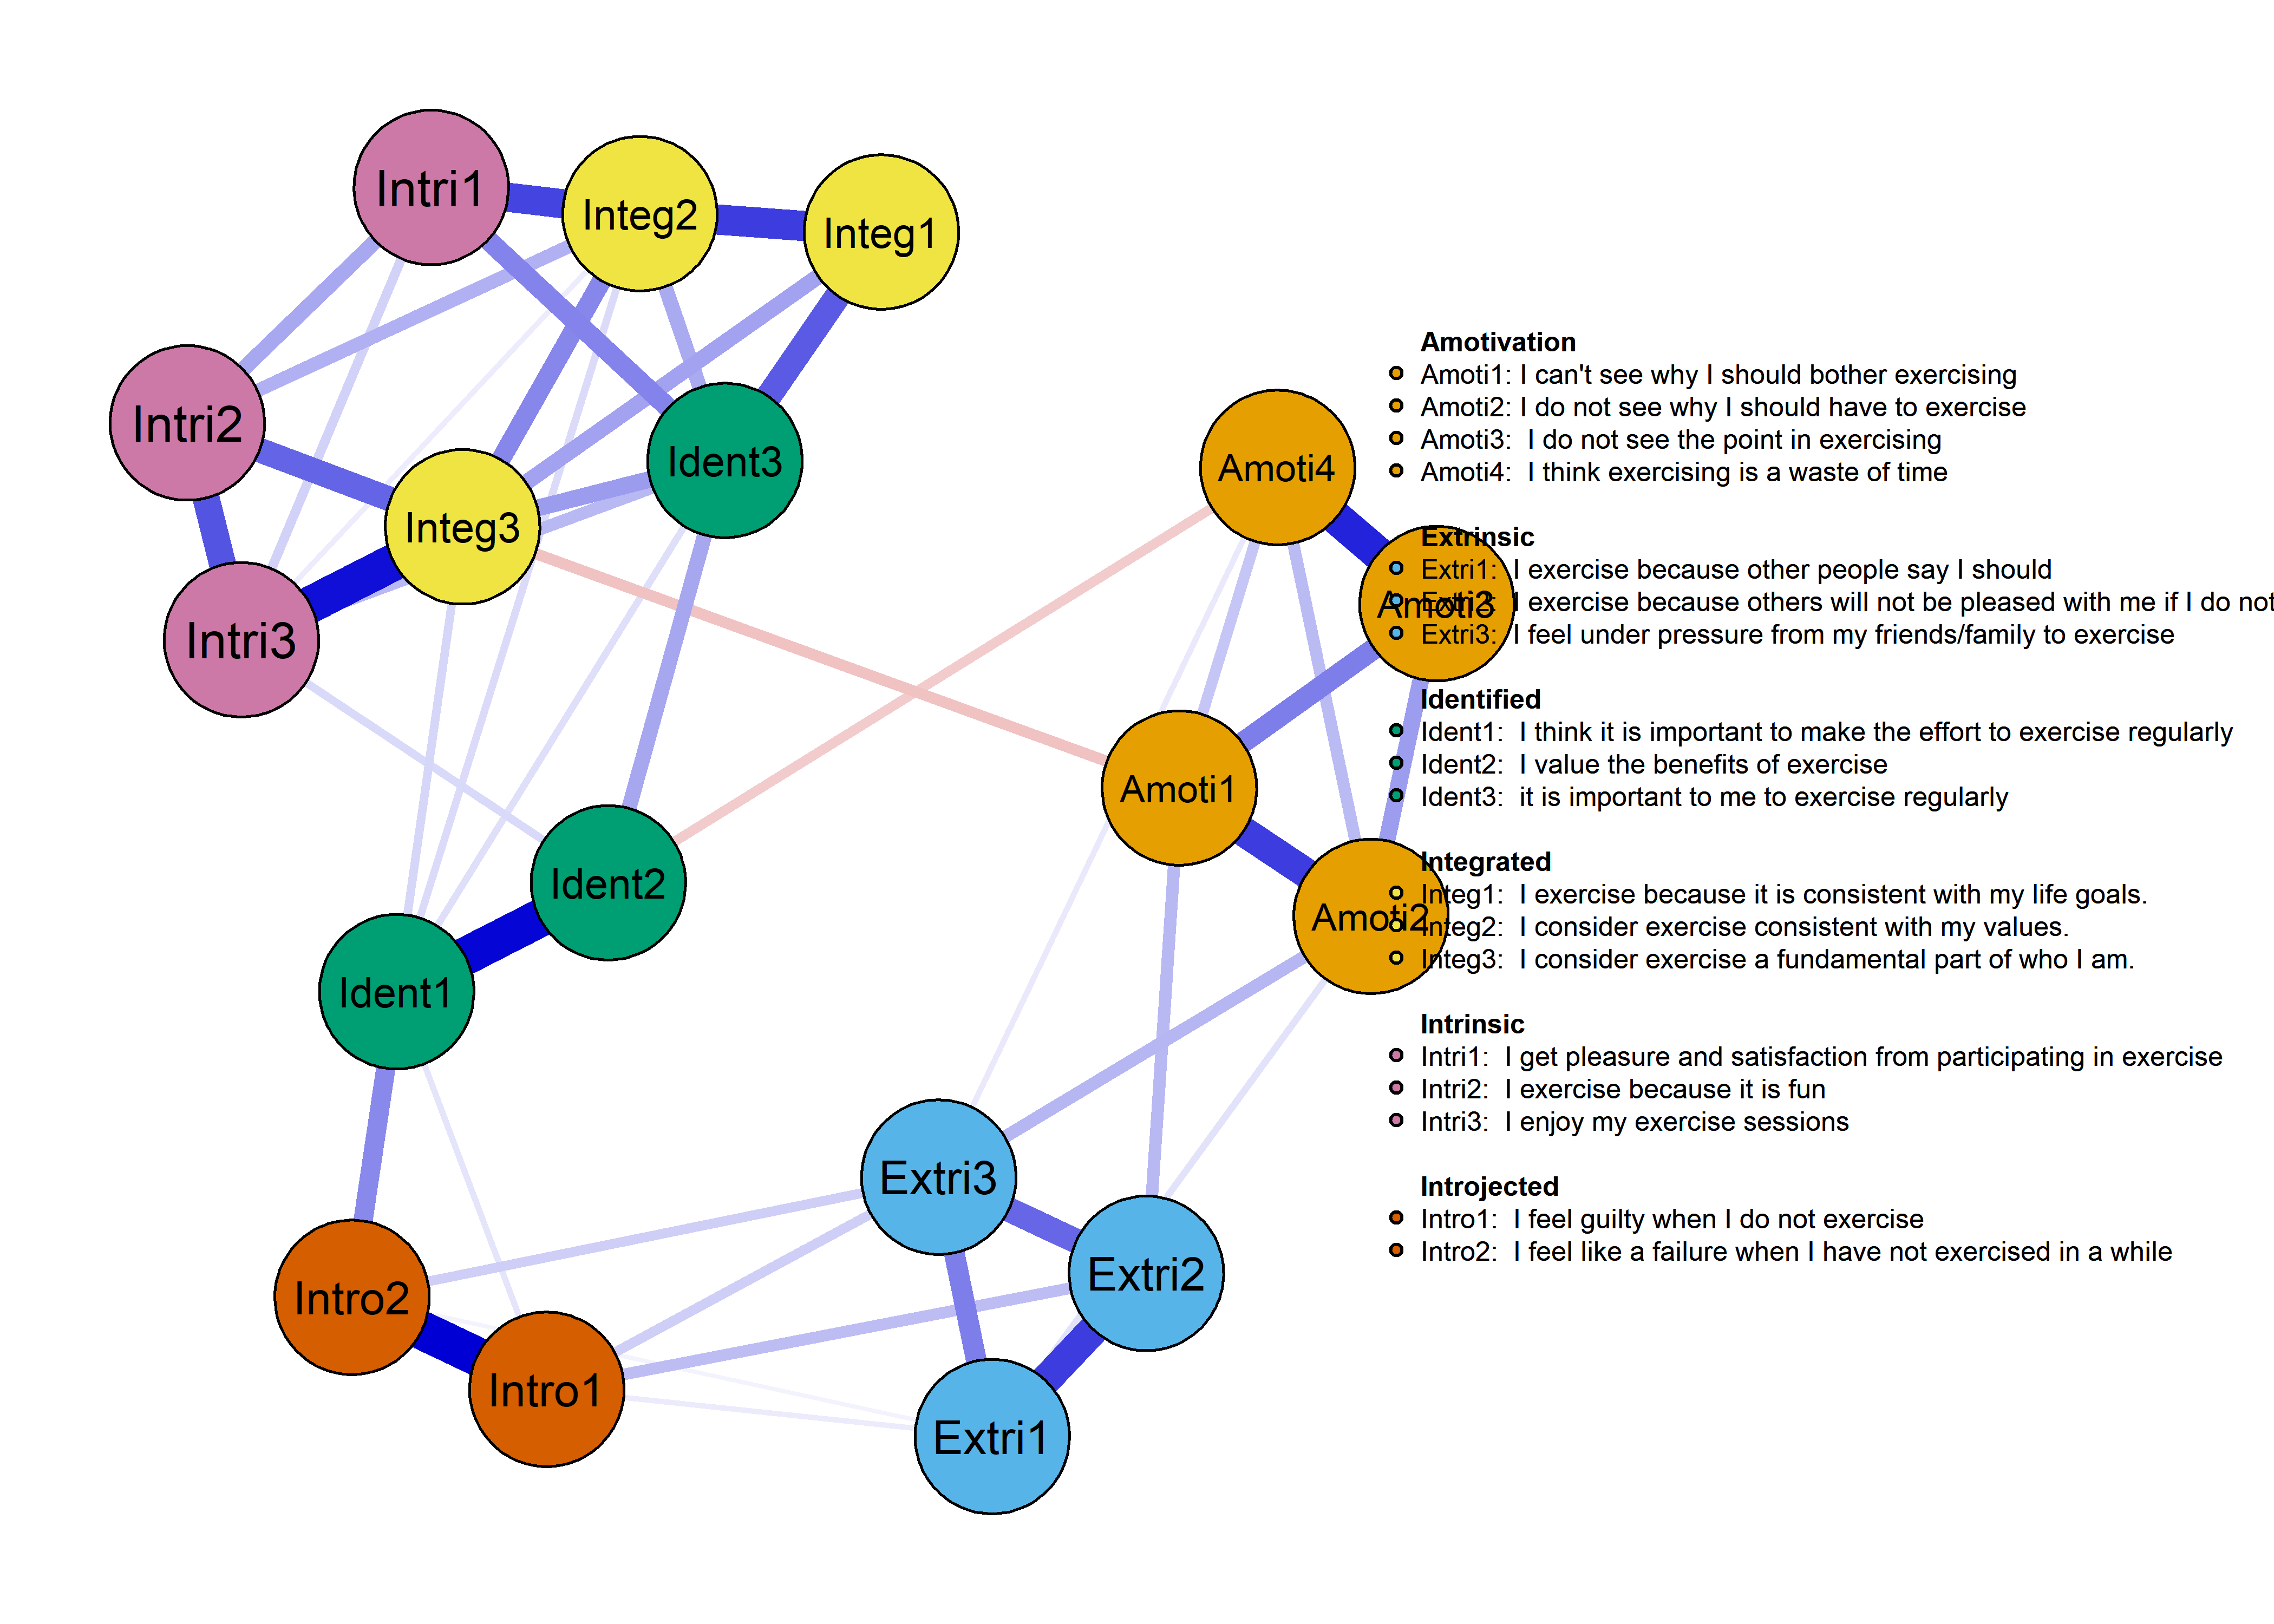 Intri1
Integ2
Integ1
Intri2
Ident3
Integ3
Intri3
Amoti4
Amoti3
Amoti1
Ident2
Amoti2
Ident1
Extri3
Extri2
Intro2
Intro1
Extri1
Amotivation
Amoti1: I can't see why I should bother exercising
Amoti2: I do not see why I should have to exercise
Amoti3: I do not see the point in exercising
Amoti4: I think exercising is a waste of time
Extrinsic
Extri1: I exercise because other people say I should
Extri2: I exercise because others will not be pleased with me if I do not
Extri3: I feel under pressure from my friends/family to exercise
Identified
Ident1: I think it is important to make the effort to exercise regularly
Ident2: I value the benefits of exercise
Ident3: it is important to me to exercise regularly
Integrated
Integ1: I exercise because it is consistent with my life goals.
Integ2: I consider exercise consistent with my values.
Integ3: I consider exercise a fundamental part of who I am.
Intrinsic
Intri1: I get pleasure and satisfaction from participating in exercise
Intri2: I exercise because it is fun
Intri3: I enjoy my exercise sessions
Introjected
Intro1: I feel guilty when I do not exercise
Intro2: I feel like a failure when I have not exercised in a while